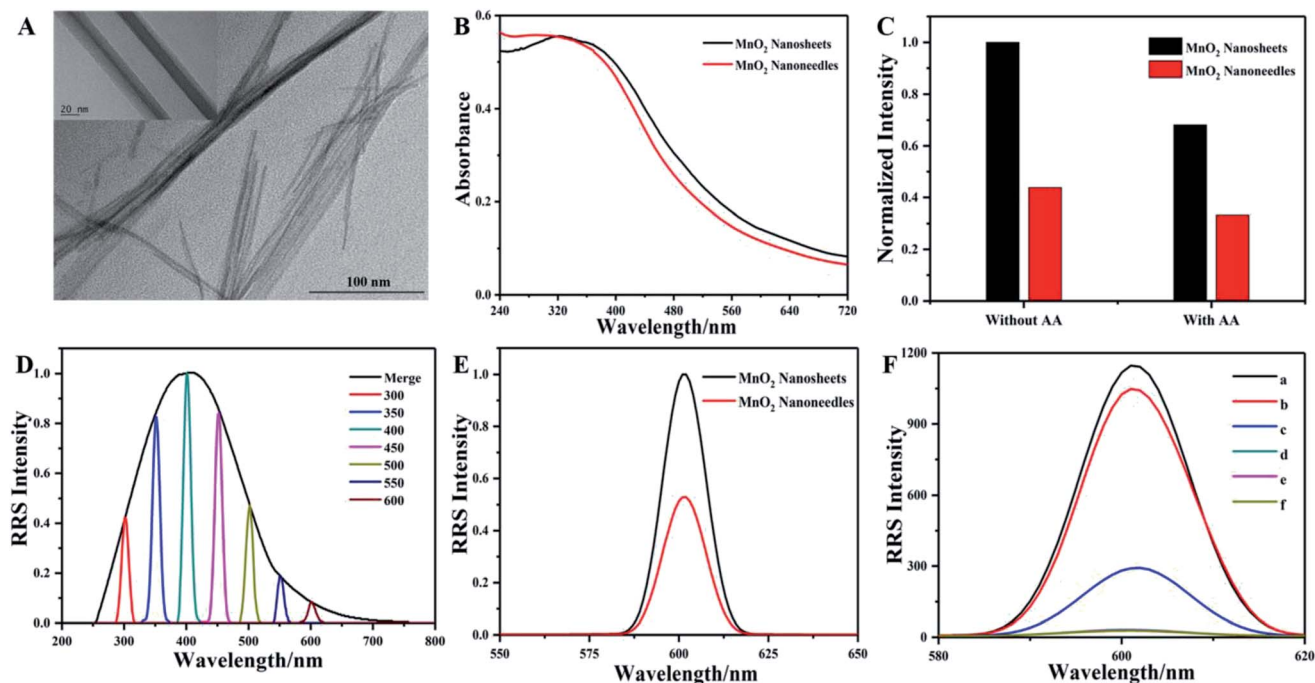 A
20 nm
100 nm
B
Absorbance
0.6
0.4
0.2
0.0
MnO₂ Nanosheets
MnO₂ Nanoneedles
240 320 400 480 560 640 720
Wavelength/nm
C
Normalized Intensity
1.0
0.8
0.6
0.4
0.2
0.0
MnO₂ Nanosheets
MnO₂ Nanoneedles
Without AA With AA
D
RRS Intensity
1.0
0.8
0.6
0.4
0.2
0.0
Merge
300
350
400
450
500
550
600
200 300 400 500 600 700 800
Wavelength/nm
E
RRS Intensity
1.0
0.8
0.6
0.4
0.2
0.0
MnO₂ Nanosheets
MnO₂ Nanoneedles
550 575 600 625 650
Wavelength/nm
F
RRS Intensity
1200
900
600
300
0
a
b
c
d
e
f
580 600 620
Wavelength/nm